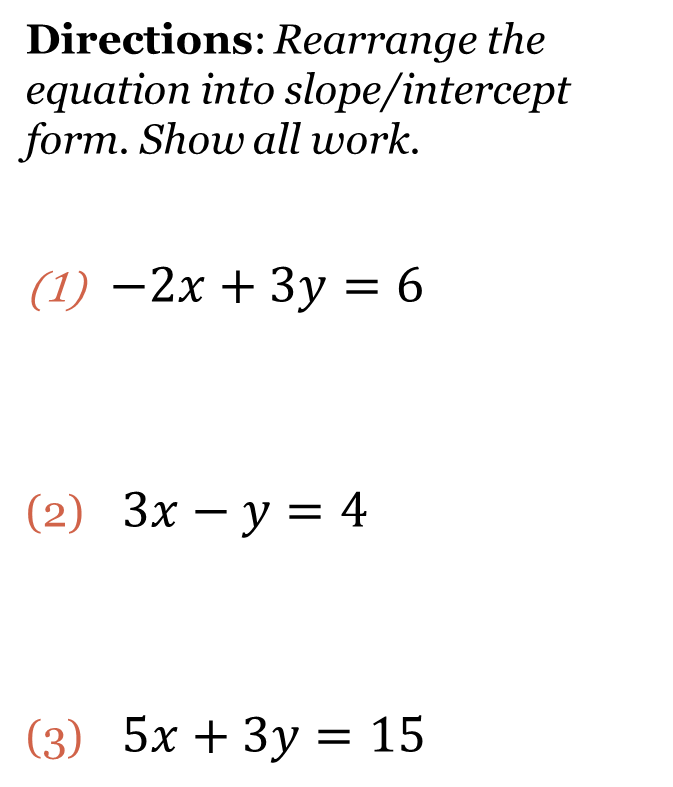 Directions: Rearrange the
equation into slope/intercept
form. Show all work.
(1) −2x + 3y = 6
(2) 3x − y = 4
(3) 5x + 3y = 15